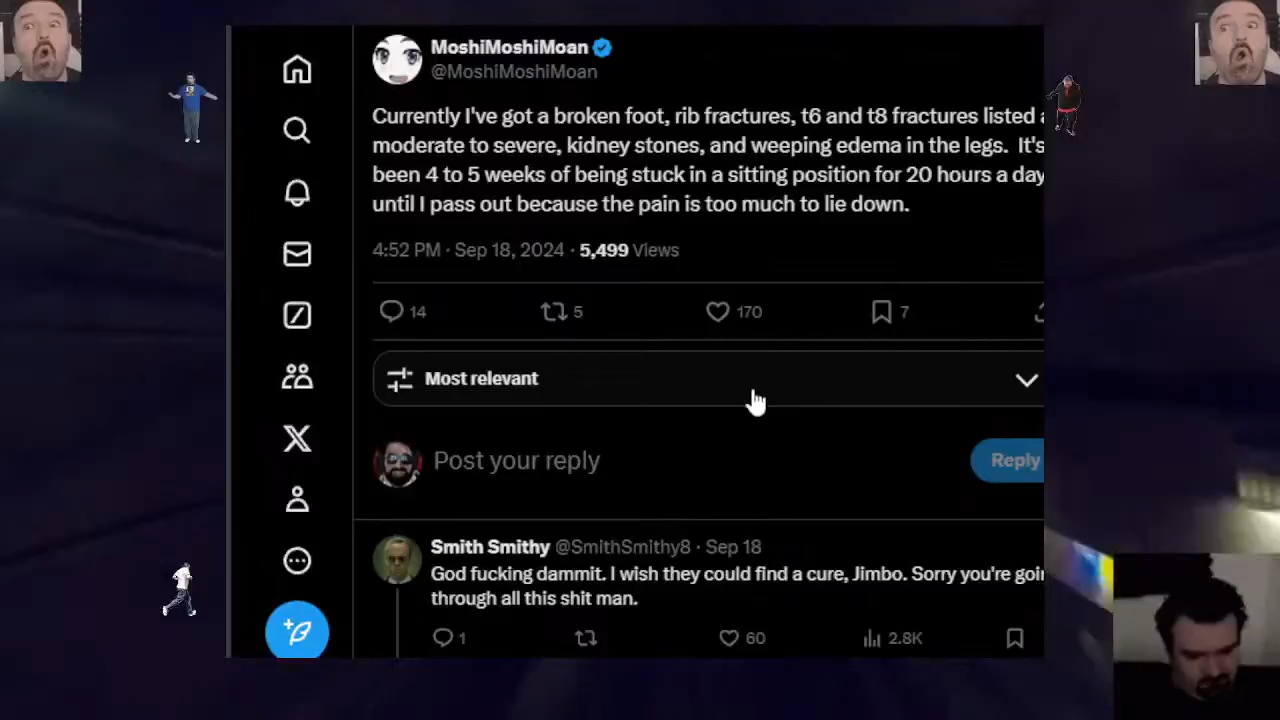 MoshiMoshiMoan
@MoshiMoshiMoan
Currently I've got a broken foot, rib fractures, t6 and t8 fractures listed
moderate to severe, kidney stones, and weeping edema in the legs. It's
been 4 to 5 weeks of being stuck in a sitting position for 20 hours a day
until I pass out because the pain is too much to lie down.
4:52 PM · Sep 18, 2024 · 5,499 Views
14 5 170 7
Most relevant
Post your reply
Reply
Smith Smithy @SmithSmithy8 · Sep 18
God fucking dammit. I wish they could find a cure, Jimbo. Sorry you're goi
through all this shit man.
1 60 2.8K